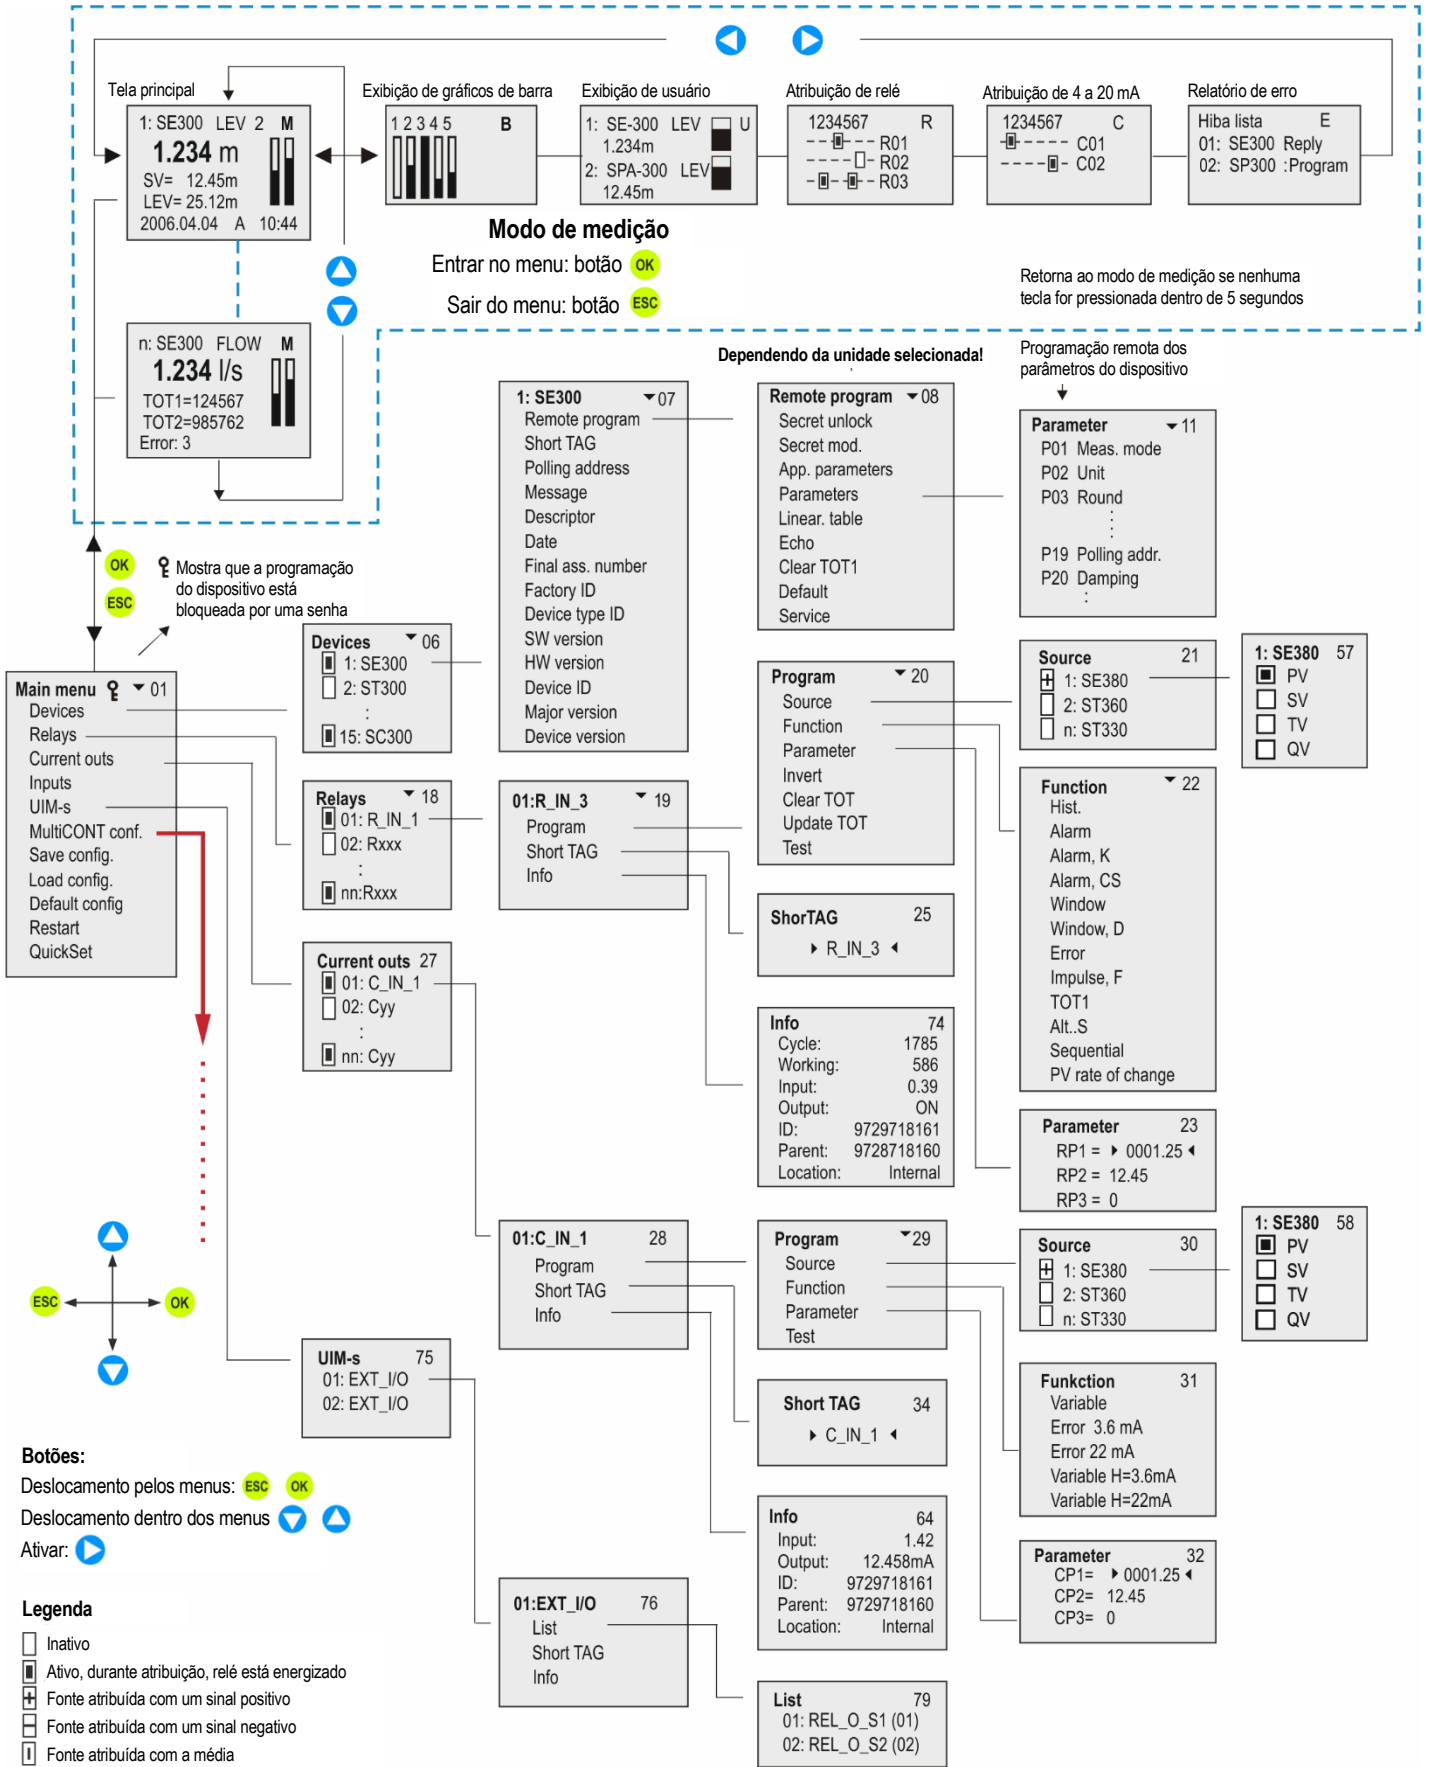 Tela principal
1: SE300 LEV 2 M
1.234 m
SV= 12.45m
LEV= 25.12m
2006.04.04 A 10:44
Exibição de gráficos de barra
1 2 3 4 5 B
Exibição de usuário
1: SE-300 LEV U
1.234m
2: SPA-300 LEV
12.45m
Atribuição de relé
1234567 R
R01
R02
R03
Atribuição de 4 a 20 mA
1234567 C
C01
C02
Relatório de erro
Hiba lista E
01: SE300 Reply
02: SP300 :Program
Modo de medição
Entrar no menu: botão OK
Sair do menu: botão ESC
Retorna ao modo de medição se nenhuma
tecla for pressionada dentro de 5 segundos
n: SE300 FLOW M
1.234 l/s
TOT1=124567
TOT2=985762
Error: 3
OK
ESC
Mostra que a programação
do dispositivo está
bloqueada por uma senha
Dependendo da unidade selecionada!
Programação remota dos
parâmetros do dispositivo
Main menu 01
Devices
Relays
Current outs
Inputs
UIM-s
MultiCONT conf.
Save config.
Load config.
Default config
Restart
QuickSet
Devices 06
1: SE300
2: ST300
:
15: SC300
Relays 18
01: R_IN_1
02: Rxxx
:
nn:Rxxx
Current outs 27
01: C_IN_1
02: Cyy
:
nn: Cyy
UIM-s 75
01: EXT_I/O
02: EXT_I/O
1: SE300 07
Remote program
Short TAG
Polling address
Message
Descriptor
Date
Final ass. number
Factory ID
Device type ID
SW version
HW version
Device ID
Major version
Device version
01:R_IN_3 19
Program
Short TAG
Info
01:C_IN_1 28
Program
Short TAG
Info
01:EXT_I/O 76
List
Short TAG
Info
Remote program 08
Secret unlock
Secret mod.
App. parameters
Parameters
Linear. table
Echo
Clear TOT1
Default
Service
Program 20
Source
Function
Parameter
Invert
Clear TOT
Update TOT
Test
ShorTAG 25
R_IN_3
Info 74
Cycle: 1785
Working: 586
Input: 0.39
Output: ON
ID: 9729718161
Parent: 9728718160
Location: Internal
Program 29
Source
Function
Parameter
Test
Short TAG 34
C_IN_1
Info 64
Input: 1.42
Output: 12.458mA
ID: 9729718161
Parent: 9729718160
Location: Internal
List 79
01: REL_O_S1 (01)
02: REL_O_S2 (02)
Parameter 11
P01 Meas. mode
P02 Unit
P03 Round
:
P19 Polling addr.
P20 Damping
:
Source 21
1: SE380
2: ST360
n: ST330
1: SE380 57
PV
SV
TV
QV
Function 22
Hist.
Alarm
Alarm, K
Alarm, CS
Window
Window, D
Error
Impulse, F
TOT1
Alt..S
Sequential
PV rate of change
Parameter 23
RP1 = 0001.25
RP2 = 12.45
RP3 = 0
Source 30
1: SE380
2: ST360
n: ST330
1: SE380 58
PV
SV
TV
QV
Funkction 31
Variable
Error 3.6 mA
Error 22 mA
Variable H=3.6mA
Variable H=22mA
Parameter 32
CP1= 0001.25
CP2= 12.45
CP3= 0
ESC OK
Botões:
Deslocamento pelos menus: ESC OK
Deslocamento dentro dos menus
Ativar:
Legenda
Inativo
Ativo, durante atribuição, relé está energizado
Fonte atribuída com um sinal positivo
Fonte atribuída com um sinal negativo
Fonte atribuída com a média